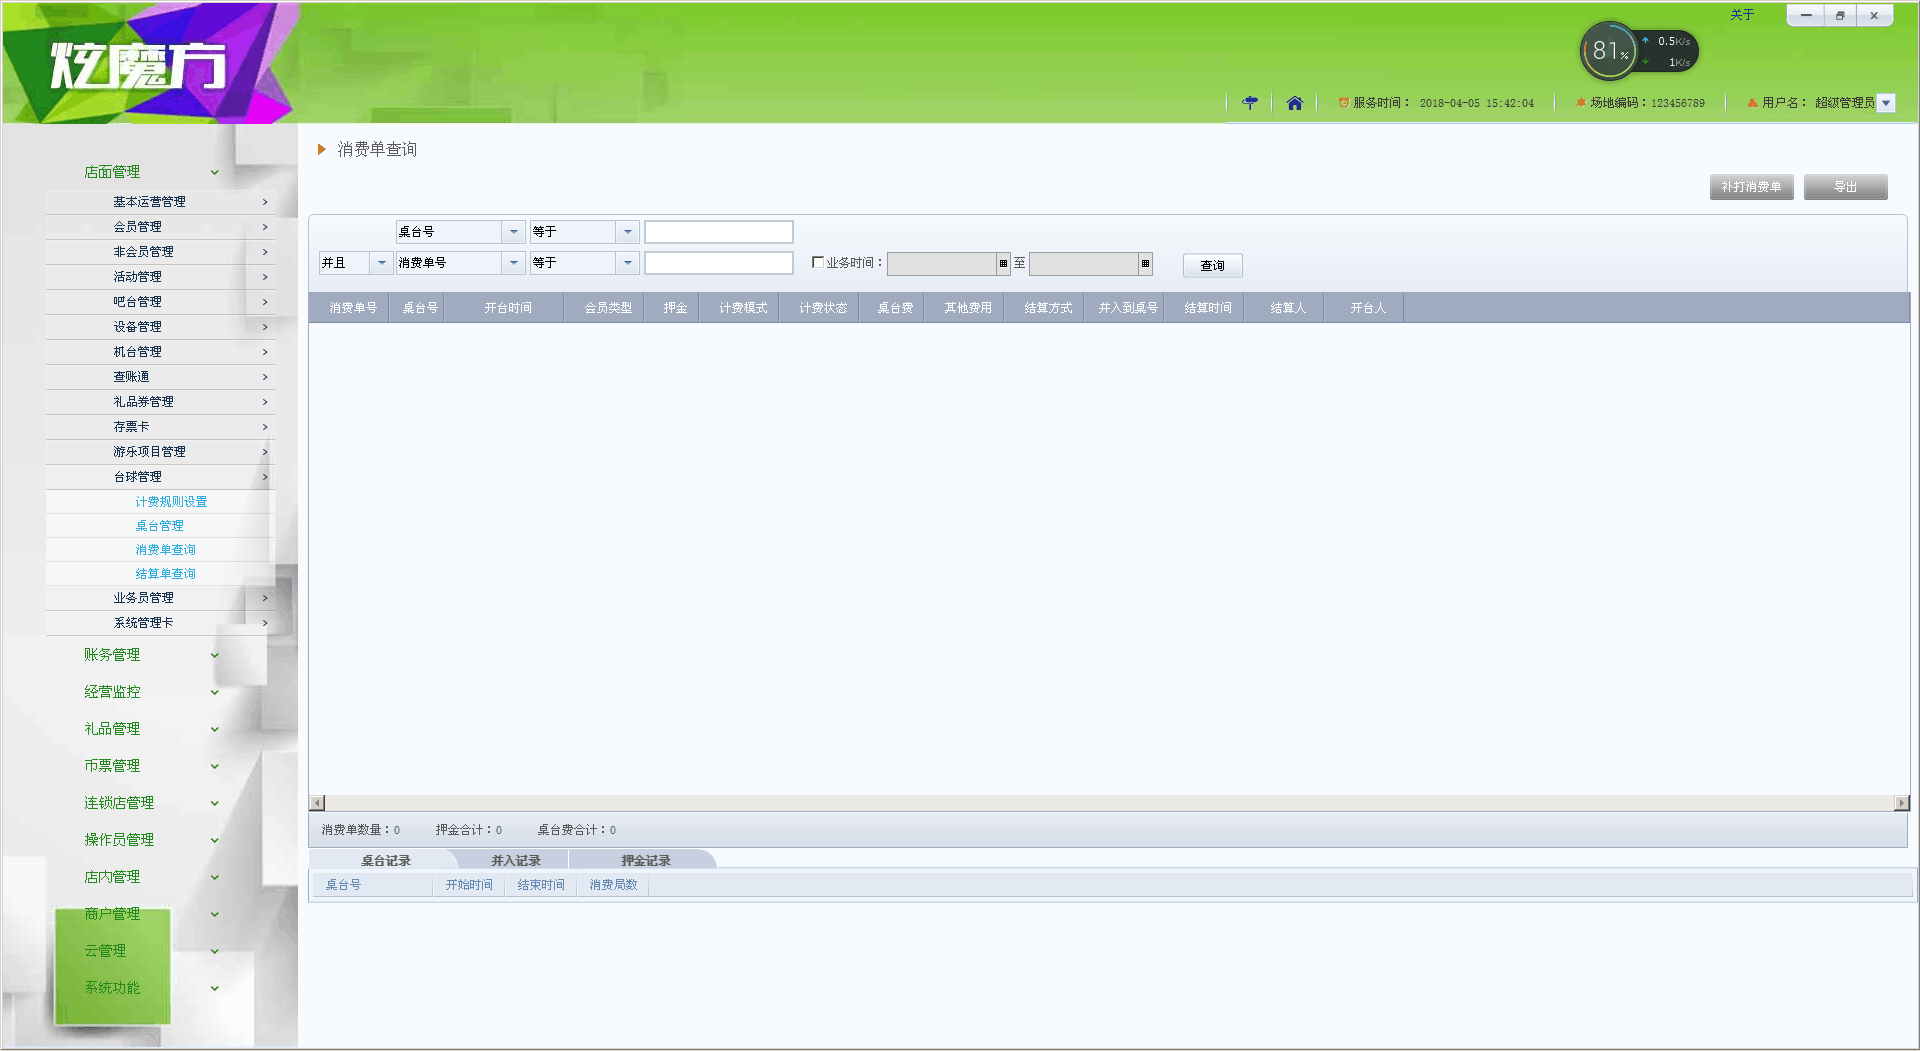 关于
炫魔方
81%
0.5K/s
1K/s
服务时间： 2018-04-05 15:42:04
场地编码：123456789
用户名： 超级管理员
店面管理
基本运营管理
会员管理
非会员管理
活动管理
吧台管理
设备管理
机台管理
查账通
礼品券管理
存票卡
游乐项目管理
台球管理
计费规则设置
桌台管理
消费单查询
结算单查询
业务员管理
系统管理卡
账务管理
经营监控
礼品管理
币票管理
连锁店管理
操作员管理
店内管理
商户管理
云管理
系统功能
消费单查询
补打消费单 导出
桌台号 等于
并且 消费单号 等于 业务时间： 至 查询
消费单号 桌台号 开台时间 会员类型 押金 计费模式 计费状态 桌台费 其他费用 结算方式 并入到桌号 结算时间 结算人 开台人
消费单数量：0 押金合计：0 桌台费合计：0
桌台记录 并入记录 押金记录
桌台号 开始时间 结束时间 消费局数